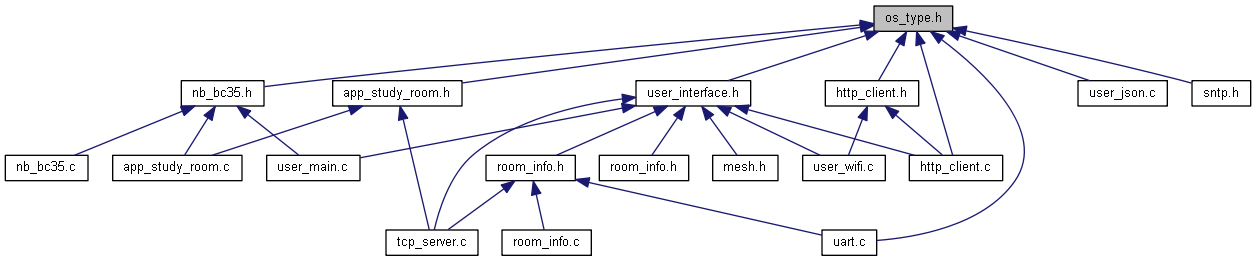 os_type.h
nb_bc35.h
app_study_room.h
user_interface.h
http_client.h
user_json.c
sntp.h
nb_bc35.c
app_study_room.c
user_main.c
room_info.h
room_info.h
mesh.h
user_wifi.c
http_client.c
tcp_server.c
room_info.c
uart.c